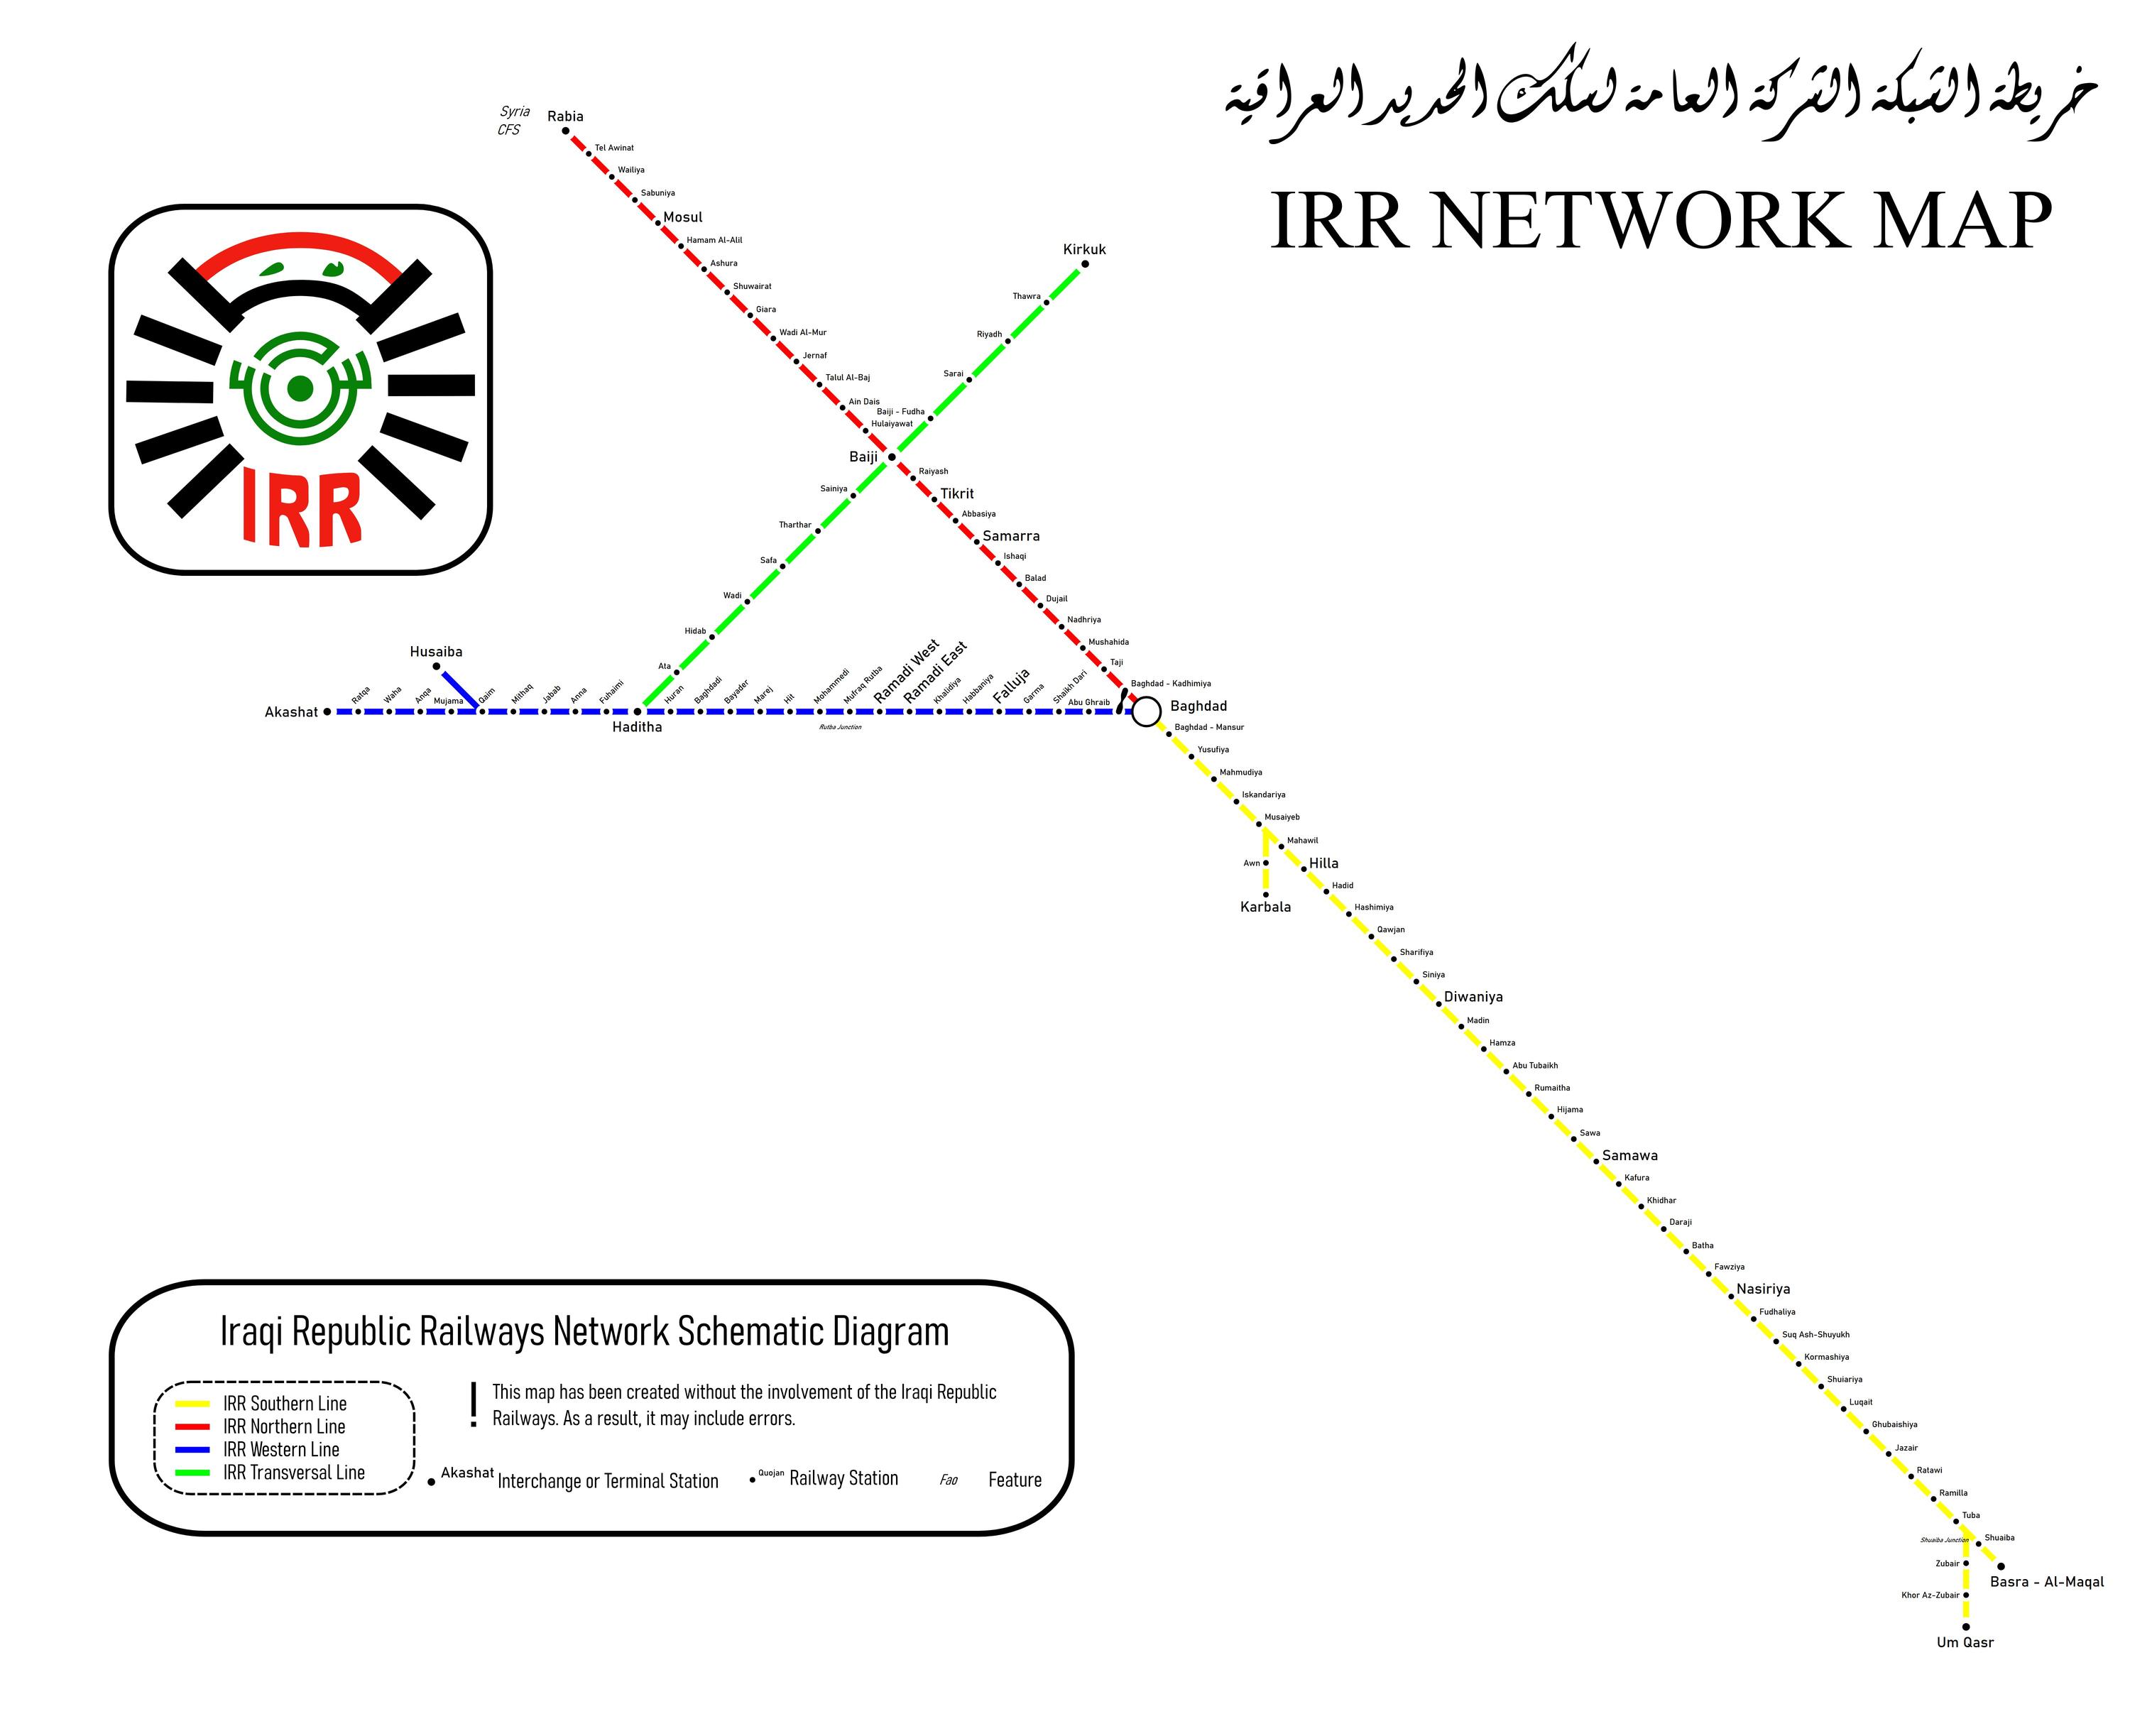 خريطة الشبكة الشركة العامة لسكك الحديد العراقية
IRR NETWORK MAP
IRR
Syria
CFS
Rabia
Tel Awinat
Wailiya
Sabuniya
Mosul
Hamam Al-Alil
Ashura
Shuwairat
Giara
Wadi Al-Mur
Jernaf
Talul Al-Baj
Ain Dais
Hulaiyawat
Baiji
Raiyash
Tikrit
Abbasiya
Samarra
Ishaqi
Balad
Dujail
Nadhriya
Mushahida
Taji
Baghdad - Kadhimiya
Baghdad
Kirkuk
Thawra
Riyadh
Sarai
Baiji - Fudha
Sainiya
Tharthar
Safa
Wadi
Hidab
Ata
Haditha
Husaiba
Akashat
Ratqa
Waha
Anqa
Mujama
Qaim
Mithaq
Jabab
Anna
Fuhaimi
Huran
Baghdadi
Bayader
Marej
Hit
Mohammedi
Rutba Junction
Mufraq Rutba
Ramadi West
Ramadi East
Khalidiya
Habbaniya
Falluja
Garma
Shaikh Dari
Abu Ghraib
Baghdad - Mansur
Yusufiya
Mahmudiya
Iskandariya
Musaiyeb
Awn
Karbala
Mahawil
Hilla
Hadid
Hashimiya
Qawjan
Sharifiya
Siniya
Diwaniya
Madin
Hamza
Abu Tubaikh
Rumaitha
Hijama
Sawa
Samawa
Kafura
Khidhar
Daraji
Batha
Fawziya
Nasiriya
Fudhaliya
Suq Ash-Shuyukh
Kormashiya
Shuiariya
Luqait
Ghubaishiya
Jazair
Ratawi
Ramilla
Tuba
Shuaiba Junction
Shuaiba
Basra - Al-Maqal
Zubair
Khor Az-Zubair
Um Qasr
Iraqi Republic Railways Network Schematic Diagram
IRR Southern Line
IRR Northern Line
IRR Western Line
IRR Transversal Line
! This map has been created without the involvement of the Iraqi Republic
Railways. As a result, it may include errors.
Akashat Interchange or Terminal Station
Quojan Railway Station
Fao Feature